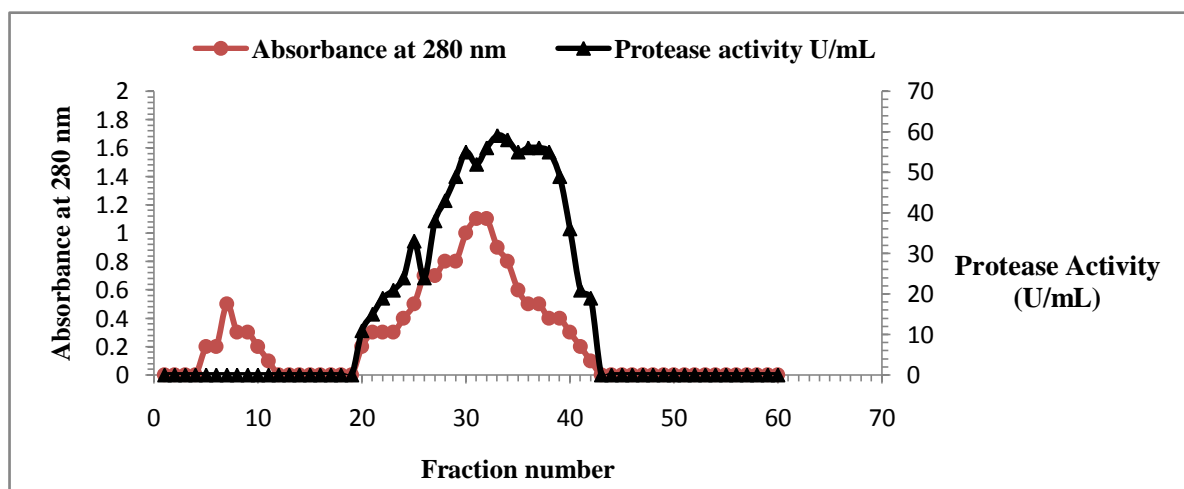 Absorbance at 280 nm
Protease activity U/mL
Absorbance at 280 nm
2
1.8
1.6
1.4
1.2
1
0.8
0.6
0.4
0.2
0
70
60
50
40
30
20
10
0
Protease Activity
(U/mL)
0 10 20 30 40 50 60 70
Fraction number